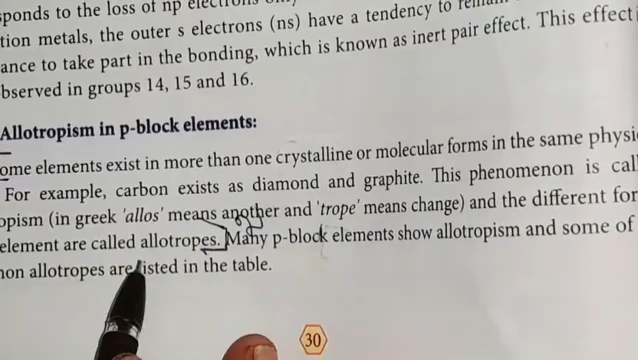 sponds to the loss of np
tion metals, the outer s electrons (ns) have a tendency to
ance to take part in the bonding, which is known as inert pair effect. This effect i
bserved in groups 14, 15 and 16.
Allotropism in p-block elements:
ome elements exist in more than one crystalline or molecular forms in the same physi
For example, carbon exists as diamond and graphite. This phenomenon is call
opism (in greek 'allos' means another and 'trope' means change) and the different for
element are called allotropes. Many p-block elements show allotropism and some of
non allotropes are listed in the table.
30